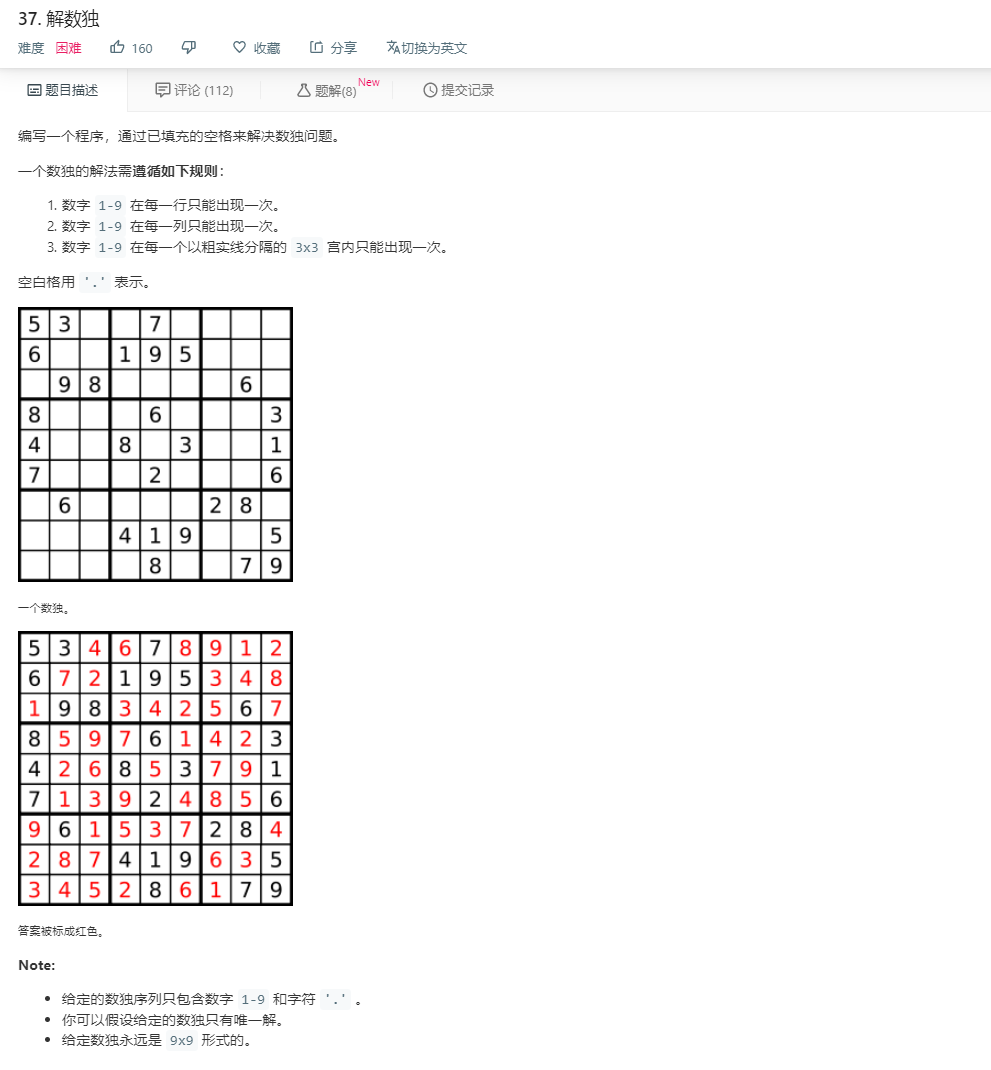 37. 解数独
难度 困难 160 收藏 分享 切换为英文
题目描述 评论 (112) 题解(8) New 提交记录
编写一个程序，通过已填充的空格来解决数独问题。
一个数独的解法需遵循如下规则：
1. 数字 1-9 在每一行只能出现一次。
2. 数字 1-9 在每一列只能出现一次。
3. 数字 1-9 在每一个以粗实线分隔的 3x3 宫内只能出现一次。
空白格用 '.' 表示。
5 3 7
6 1 9 5
9 8 6
8 6 3
4 8 3 1
7 2 6
6 2 8
4 1 9 5
8 7 9
一个数独。
5 3 4 6 7 8 9 1 2
6 7 2 1 9 5 3 4 8
1 9 8 3 4 2 5 6 7
8 5 9 7 6 1 4 2 3
4 2 6 8 5 3 7 9 1
7 1 3 9 2 4 8 5 6
9 6 1 5 3 7 2 8 4
2 8 7 4 1 9 6 3 5
3 4 5 2 8 6 1 7 9
答案被标成红色。
Note:
• 给定的数独序列只包含数字 1-9 和字符 '.' 。
• 你可以假设给定的数独只有唯一解。
• 给定数独永远是 9x9 形式的。